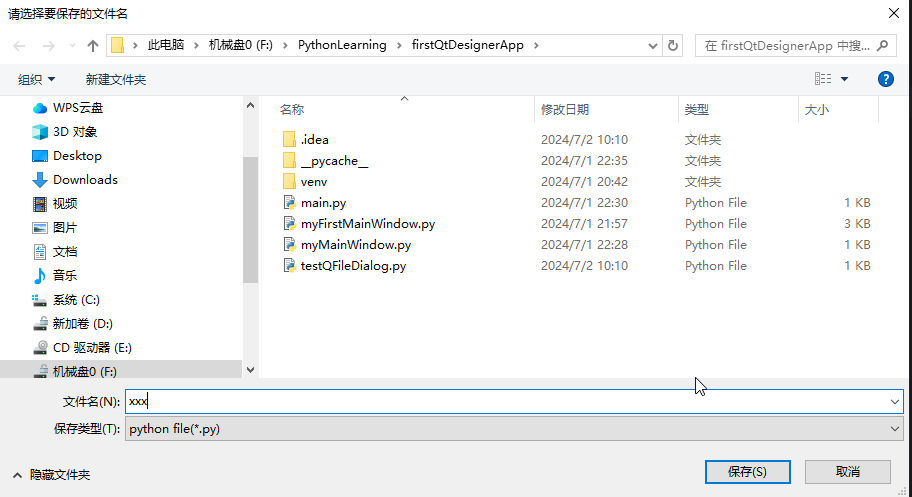 请选择要保存的文件名
此电脑 机械盘0 (F:) PythonLearning firstQtDesignerApp 在 firstQtDesignerApp 中搜...
组织 新建文件夹
WPS云盘
3D 对象
Desktop
Downloads
视频
图片
文档
音乐
系统 (C:)
新加卷 (D:)
CD 驱动器 (E:)
机械盘0 (F:)
名称 修改日期 类型 大小
.idea 2024/7/2 10:10 文件夹
__pycache__ 2024/7/1 22:35 文件夹
venv 2024/7/1 20:42 文件夹
main.py 2024/7/1 22:30 Python File 1 KB
myFirstMainWindow.py 2024/7/1 21:57 Python File 3 KB
myMainWindow.py 2024/7/1 22:28 Python File 1 KB
testQFileDialog.py 2024/7/2 10:10 Python File 1 KB
文件名(N): xxx
保存类型(T): python file(*.py)
隐藏文件夹 保存(S) 取消